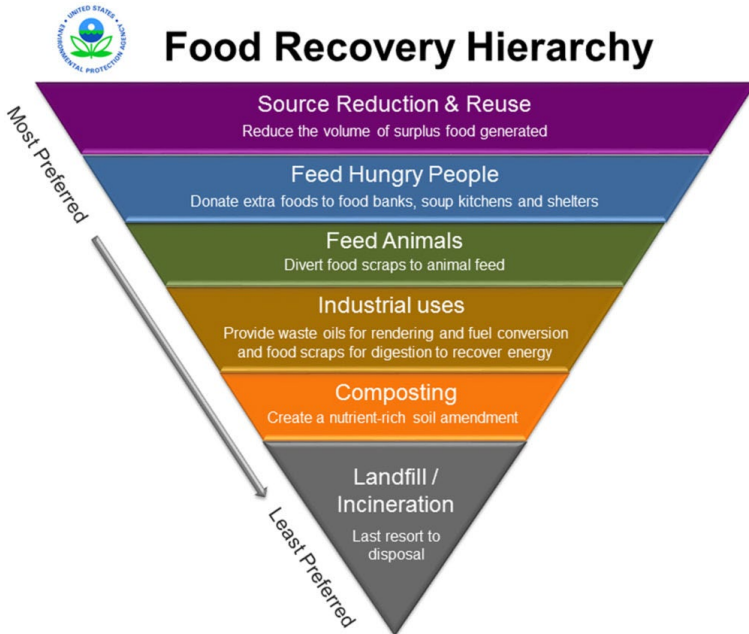 UNITED STATES
ENVIRONMENTAL PROTECTION AGENCY
Food Recovery Hierarchy
Most Preferred
Source Reduction & Reuse
Reduce the volume of surplus food generated
Feed Hungry People
Donate extra foods to food banks, soup kitchens and shelters
Feed Animals
Divert food scraps to animal feed
Industrial uses
Provide waste oils for rendering and fuel conversion
and food scraps for digestion to recover energy
Composting
Create a nutrient-rich soil amendment
Landfill /
Incineration
Last resort to
disposal
Least Preferred